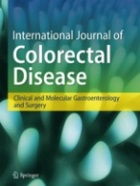 International Journal of
Colorectal
Disease
Clinical and Molecular Gastroenterology
and Surgery
Springer